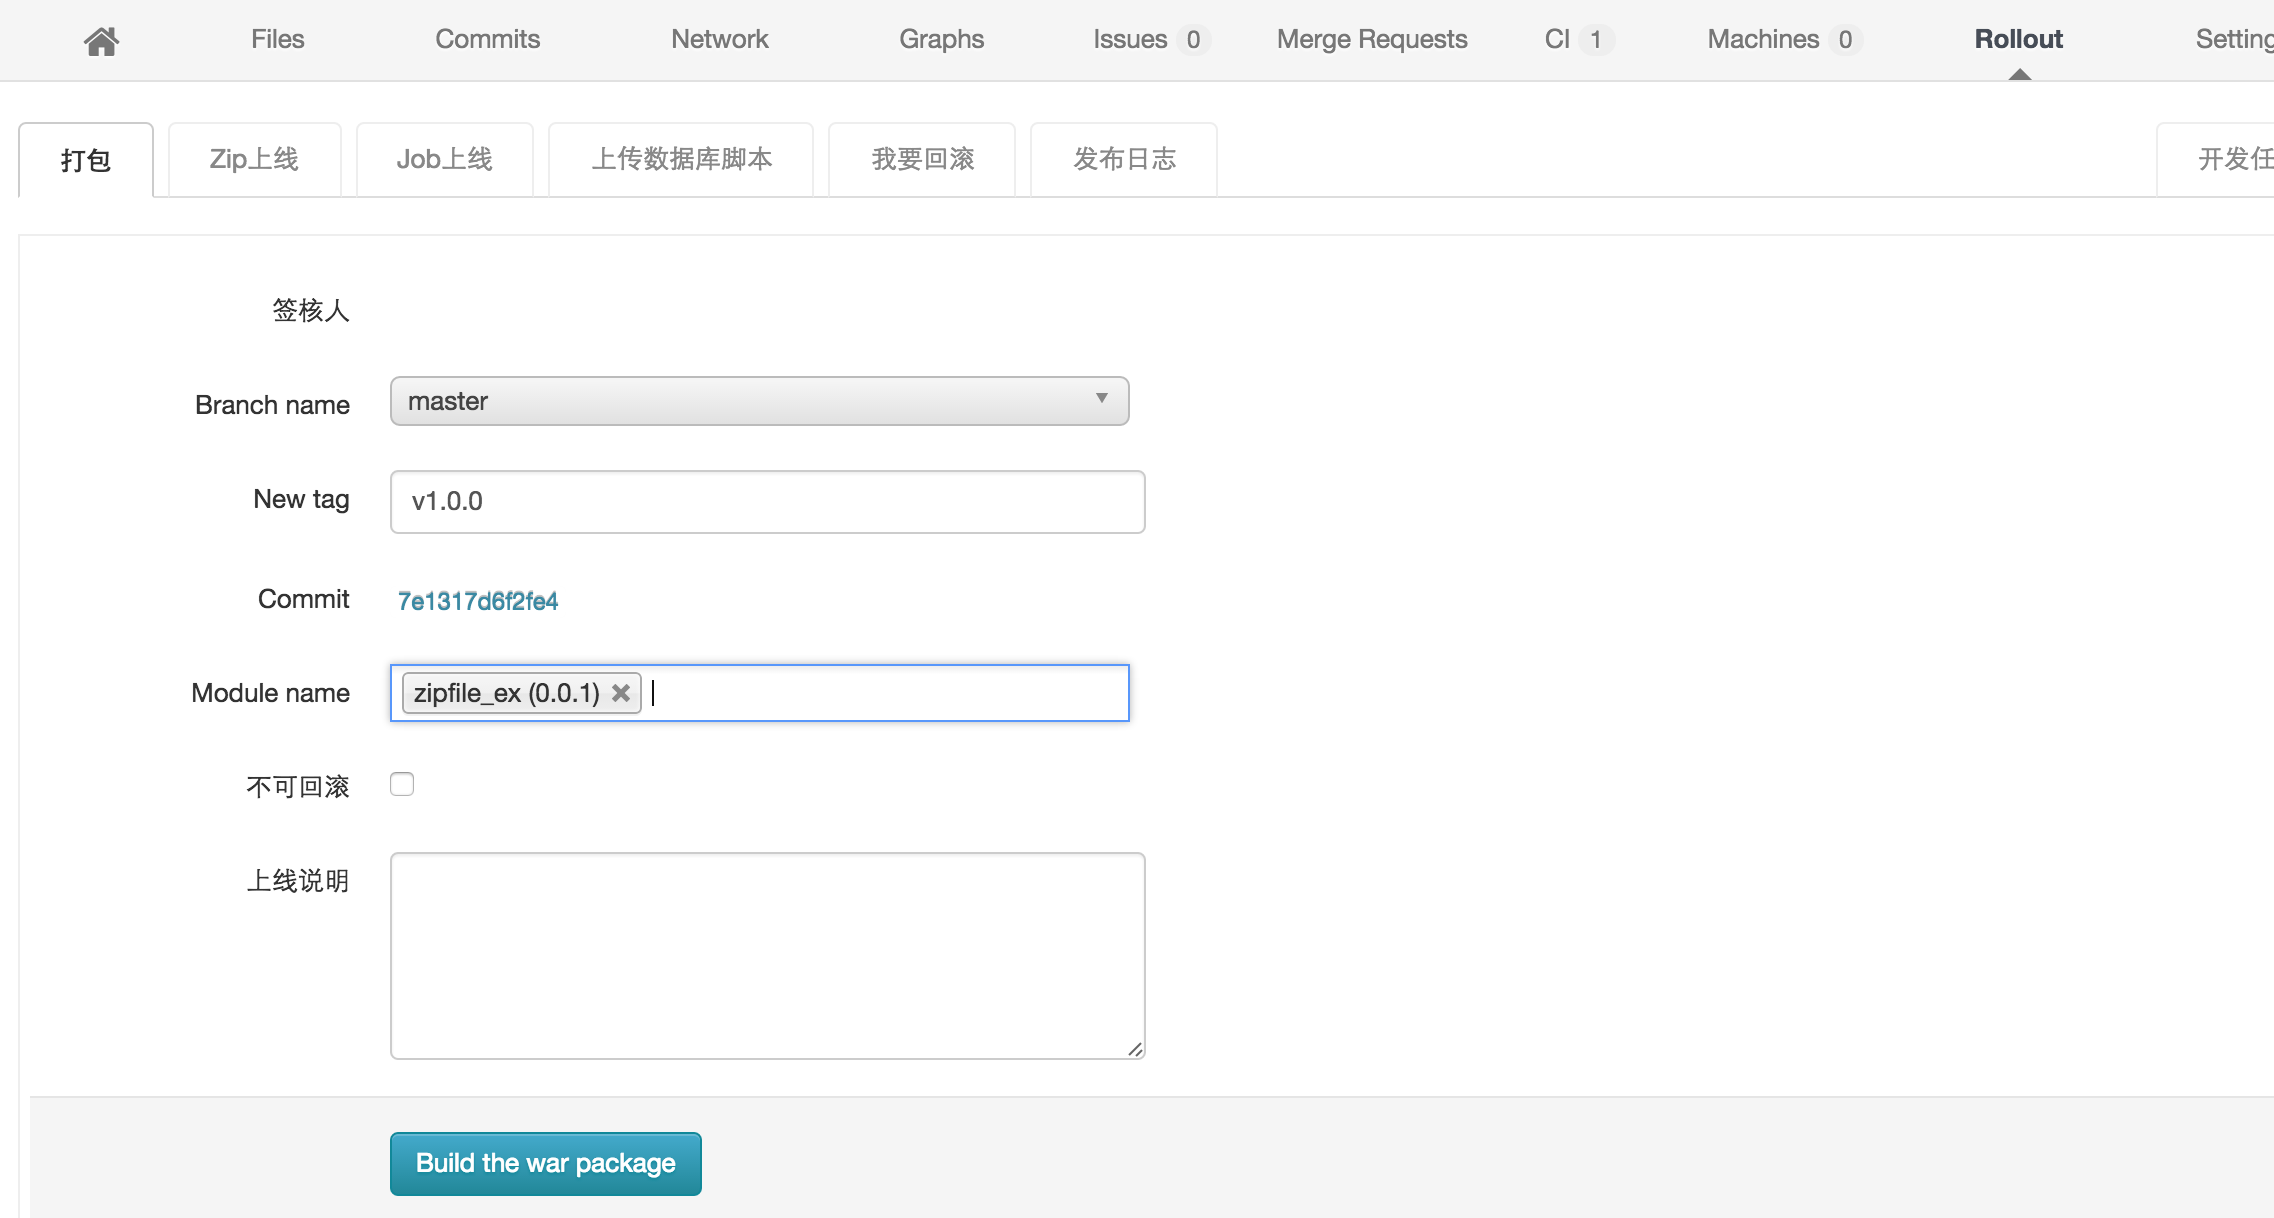 Files Commits Network Graphs Issues 0 Merge Requests CI 1 Machines 0 Rollout Setting
打包 Zip上线 Job上线 上传数据库脚本 我要回滚 发布日志 开发任
签核人
Branch name master
New tag v1.0.0
Commit 7e1317d6f2fe4
Module name zipfile_ex (0.0.1)
不可回滚
上线说明
Build the war package